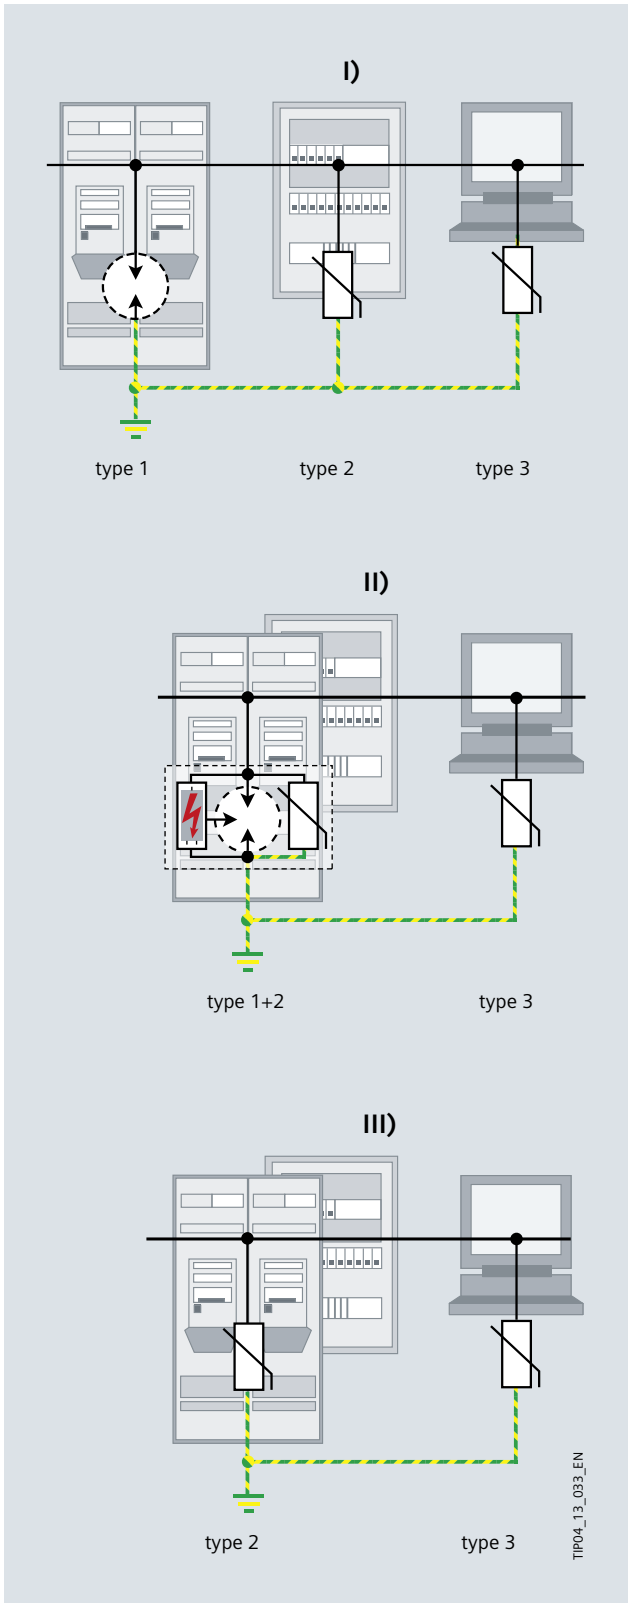 I)
type 1
type 2
type 3
II)
type 1+2
type 3
III)
type 2
type 3
TIP04_13_033_EN